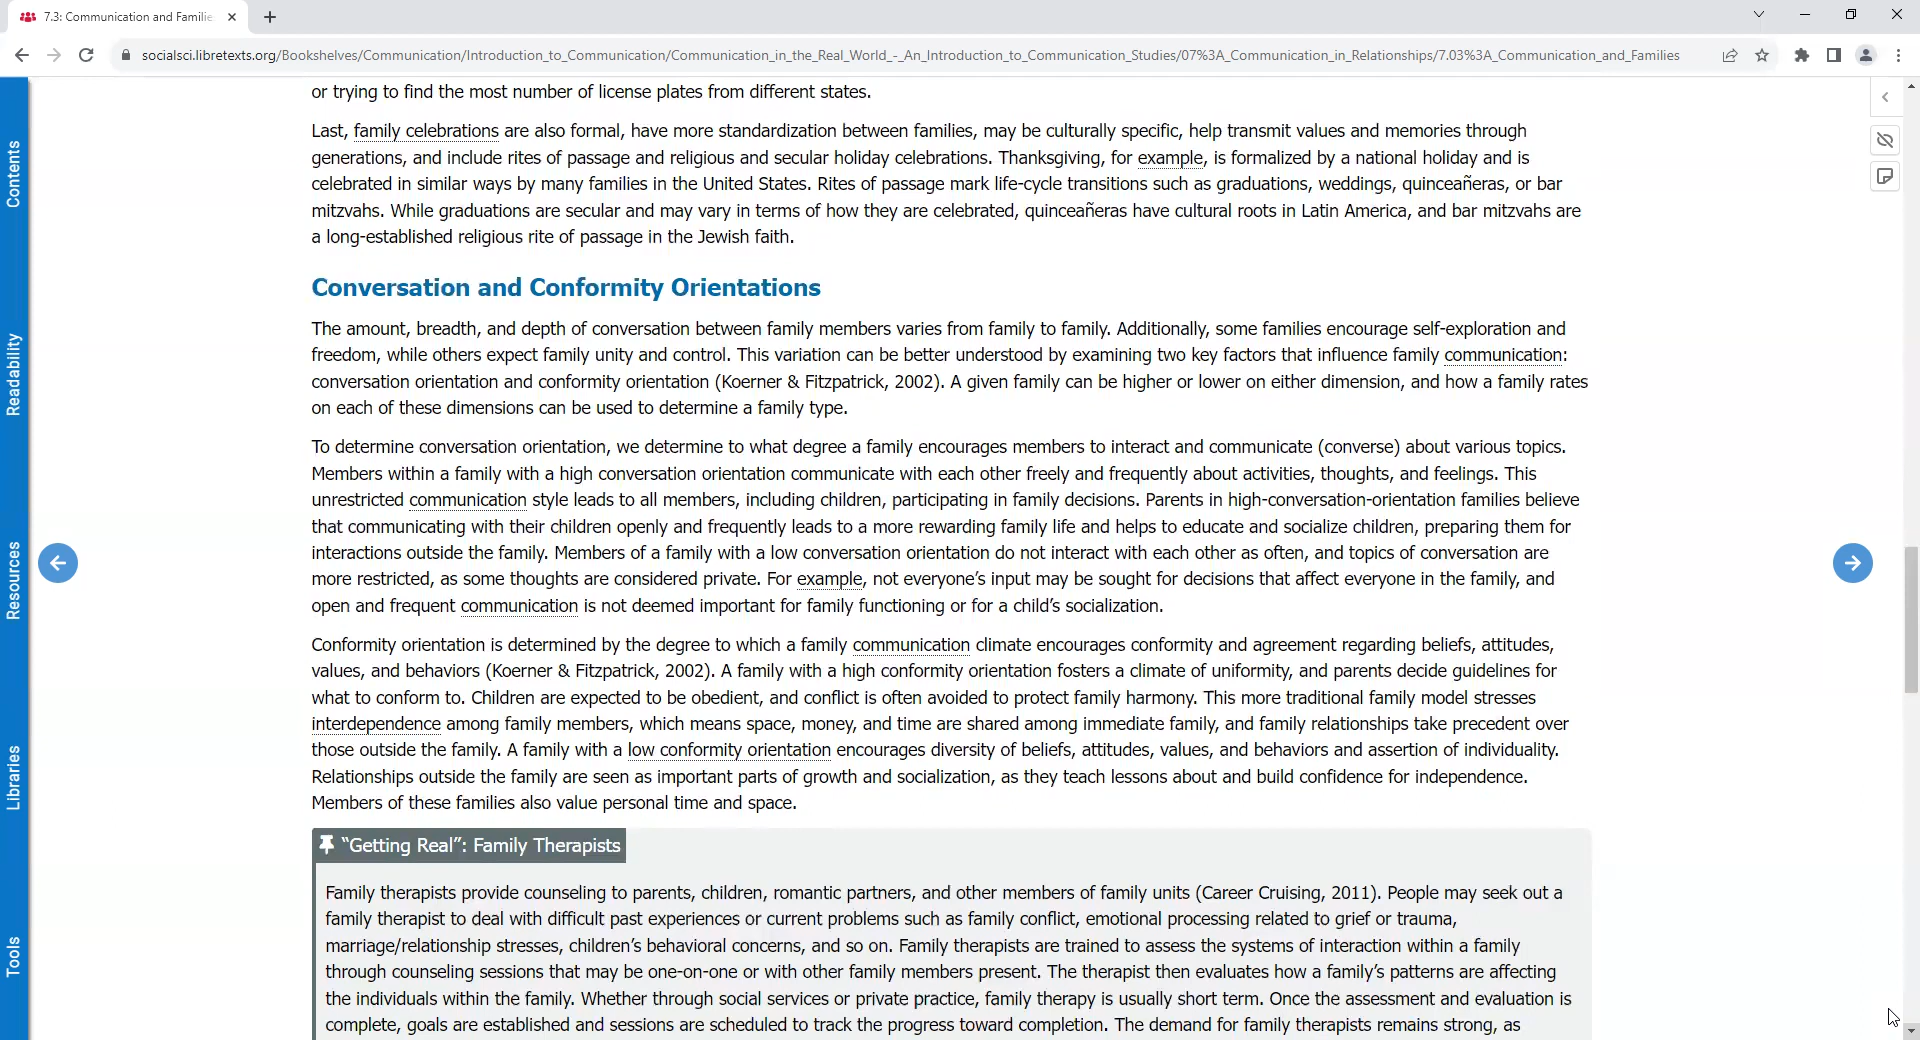 7.3: Communication and Familie
socialsci.libretexts.org/Bookshelves/Communication/Introduction_to_Communication/Communication_in_the_Real_World_-_An_Introduction_to_Communication_Studies/07%3A_Communication_in_Relationships/7.03%3A_Communication_and_Families
Contents
Readability
Resources
Libraries
Tools
or trying to find the most number of license plates from different states.
Last, family celebrations are also formal, have more standardization between families, may be culturally specific, help transmit values and memories through
generations, and include rites of passage and religious and secular holiday celebrations. Thanksgiving, for example, is formalized by a national holiday and is
celebrated in similar ways by many families in the United States. Rites of passage mark life-cycle transitions such as graduations, weddings, quinceañeras, or bar
mitzvahs. While graduations are secular and may vary in terms of how they are celebrated, quinceañeras have cultural roots in Latin America, and bar mitzvahs are
a long-established religious rite of passage in the Jewish faith.
Conversation and Conformity Orientations
The amount, breadth, and depth of conversation between family members varies from family to family. Additionally, some families encourage self-exploration and
freedom, while others expect family unity and control. This variation can be better understood by examining two key factors that influence family communication:
conversation orientation and conformity orientation (Koerner & Fitzpatrick, 2002). A given family can be higher or lower on either dimension, and how a family rates
on each of these dimensions can be used to determine a family type.
To determine conversation orientation, we determine to what degree a family encourages members to interact and communicate (converse) about various topics.
Members within a family with a high conversation orientation communicate with each other freely and frequently about activities, thoughts, and feelings. This
unrestricted communication style leads to all members, including children, participating in family decisions. Parents in high-conversation-orientation families believe
that communicating with their children openly and frequently leads to a more rewarding family life and helps to educate and socialize children, preparing them for
interactions outside the family. Members of a family with a low conversation orientation do not interact with each other as often, and topics of conversation are
more restricted, as some thoughts are considered private. For example, not everyone’s input may be sought for decisions that affect everyone in the family, and
open and frequent communication is not deemed important for family functioning or for a child’s socialization.
Conformity orientation is determined by the degree to which a family communication climate encourages conformity and agreement regarding beliefs, attitudes,
values, and behaviors (Koerner & Fitzpatrick, 2002). A family with a high conformity orientation fosters a climate of uniformity, and parents decide guidelines for
what to conform to. Children are expected to be obedient, and conflict is often avoided to protect family harmony. This more traditional family model stresses
interdependence among family members, which means space, money, and time are shared among immediate family, and family relationships take precedent over
those outside the family. A family with a low conformity orientation encourages diversity of beliefs, attitudes, values, and behaviors and assertion of individuality.
Relationships outside the family are seen as important parts of growth and socialization, as they teach lessons about and build confidence for independence.
Members of these families also value personal time and space.
“Getting Real”: Family Therapists
Family therapists provide counseling to parents, children, romantic partners, and other members of family units (Career Cruising, 2011). People may seek out a
family therapist to deal with difficult past experiences or current problems such as family conflict, emotional processing related to grief or trauma,
marriage/relationship stresses, children’s behavioral concerns, and so on. Family therapists are trained to assess the systems of interaction within a family
through counseling sessions that may be one-on-one or with other family members present. The therapist then evaluates how a family’s patterns are affecting
the individuals within the family. Whether through social services or private practice, family therapy is usually short term. Once the assessment and evaluation is
complete, goals are established and sessions are scheduled to track the progress toward completion. The demand for family therapists remains strong, as